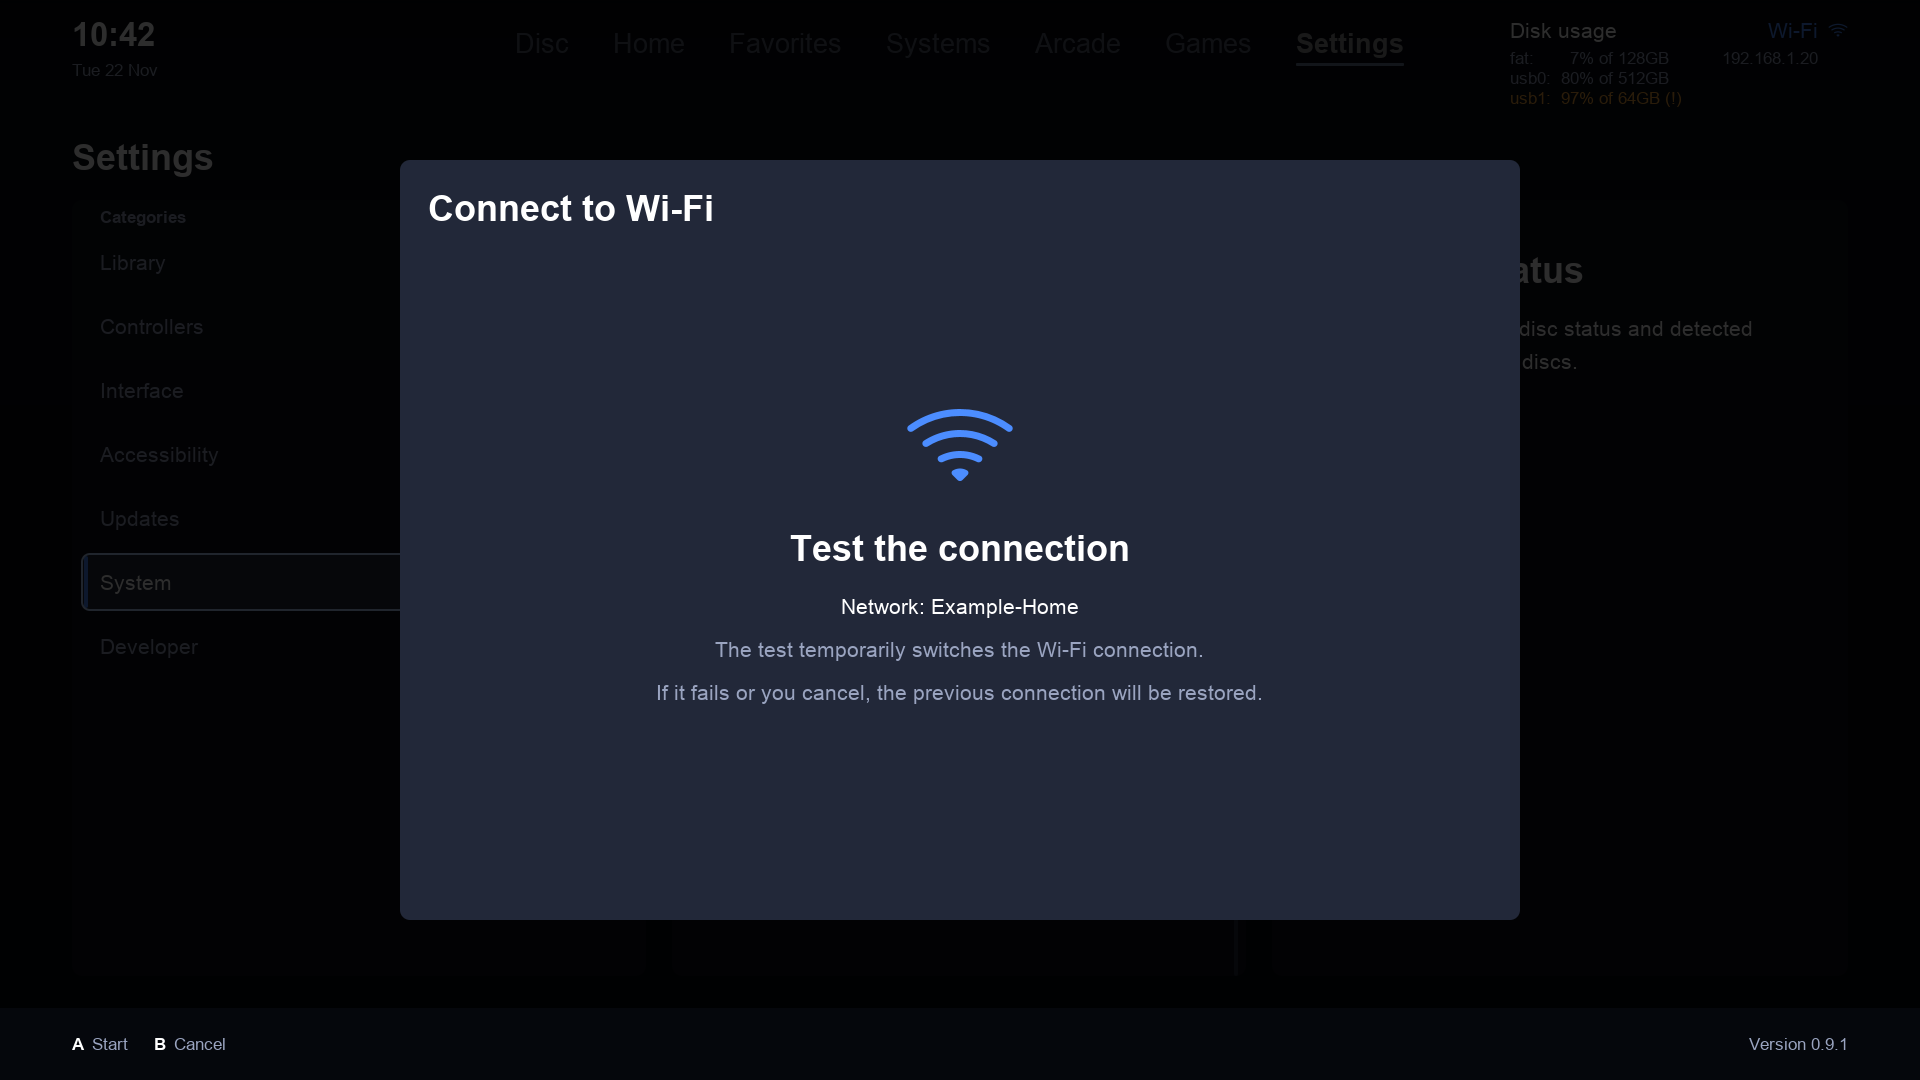 10:42
Tue 22 Nov
Disc Home Favorites Systems Arcade Games Settings
Disk usage
fat: 7% of 128GB
usb0: 80% of 512GB
usb1: 97% of 64GB (!)
Wi-Fi
192.168.1.20
Settings
Categories
Library
Controllers
Interface
Accessibility
Updates
System
Developer
Connect to Wi-Fi
Test the connection
Network: Example-Home
The test temporarily switches the Wi-Fi connection.
If it fails or you cancel, the previous connection will be restored.
atus
disc status and detected
discs.
A Start B Cancel
Version 0.9.1